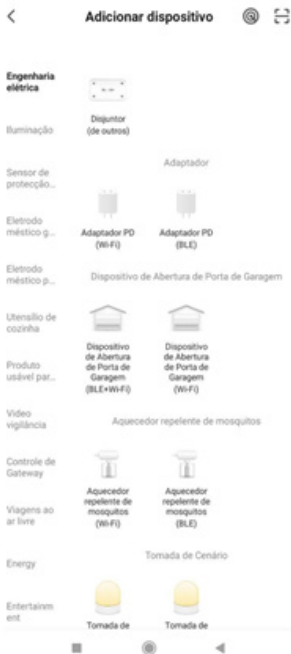 Adicionar dispositivo
Engenharia
elétrica
Iluminação
Sensor de
protecção...
Eletrodo
méstico g...
Eletrodo
méstico p...
Utensílio de
cozinha
Produto
usável par...
Vídeo
vigilância
Controle de
Gateway
Viagens ao
ar livre
Energy
Entertainm
ent
Disjuntor
(de outros)
Adaptador
Adaptador PD
(Wi-Fi)
Adaptador PD
(BLE)
Dispositivo de Abertura de Porta de Garagem
Dispositivo
de Abertura
de Porta de
Garagem
(BLE+Wi-Fi)
Dispositivo
de Abertura
de Porta de
Garagem
(Wi-Fi)
Aquecedor repelente de mosquitos
Aquecedor
repelente de
mosquitos
(Wi-Fi)
Aquecedor
repelente de
mosquitos
(BLE)
Tomada de Cenário
Tomada de
Tomada de